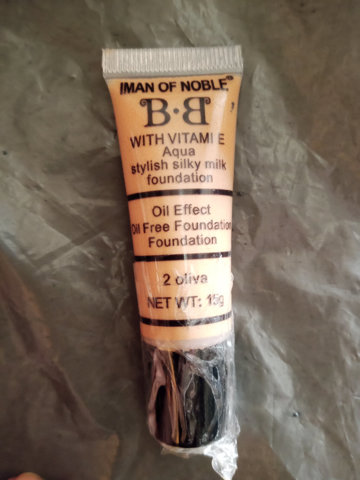 IMAN OF NOBLE
B·B
WITH VITAMI E
Aqua
stylish silky milk
foundation
Oil Effect
Oil Free Foundation
Foundation
2 oliva
NET WT: 15g